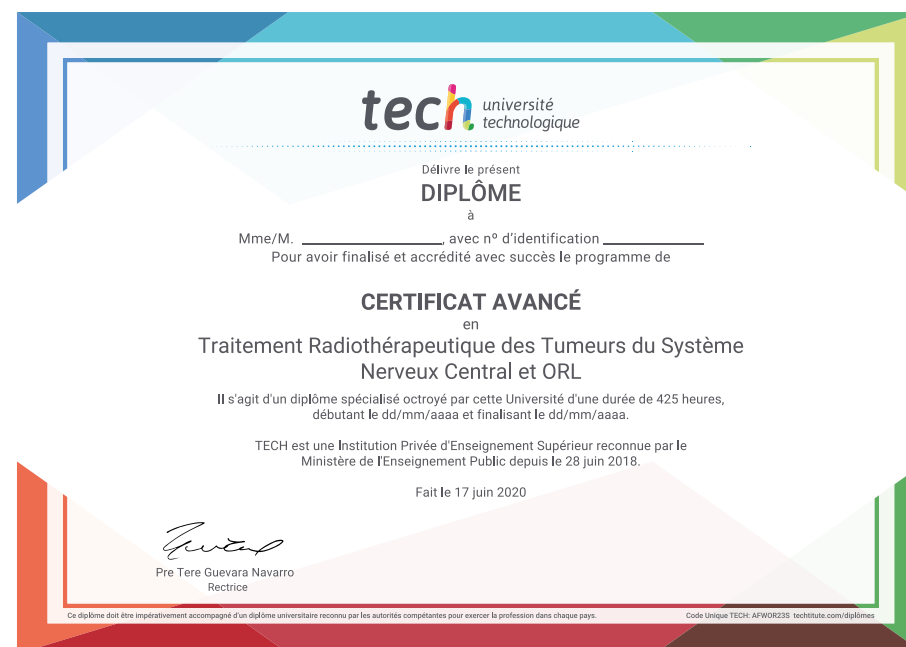 tech université
technologique
Délivre le présent
DIPLÔME
à
Mme/M. ____________________, avec nº d'identification ______________
Pour avoir finalisé et accrédité avec succès le programme de
CERTIFICAT AVANCÉ
en
Traitement Radiothérapeutique des Tumeurs du Système
Nerveux Central et ORL
Il s'agit d'un diplôme spécialisé octroyé par cette Université d'une durée de 425 heures,
débutant le dd/mm/aaaa et finalisant le dd/mm/aaaa.
TECH est une Institution Privée d'Enseignement Supérieur reconnue par le
Ministère de l'Enseignement Public depuis le 28 juin 2018.
Fait le 17 juin 2020
Pre Tere Guevara Navarro
Rectrice
Ce diplôme doit être impérativement accompagné d'un diplôme universitaire reconnu par les autorités compétantes pour exercer la profession dans chaque pays.
Code Unique TECH: AFWOR23S techtitute.com/diplômes